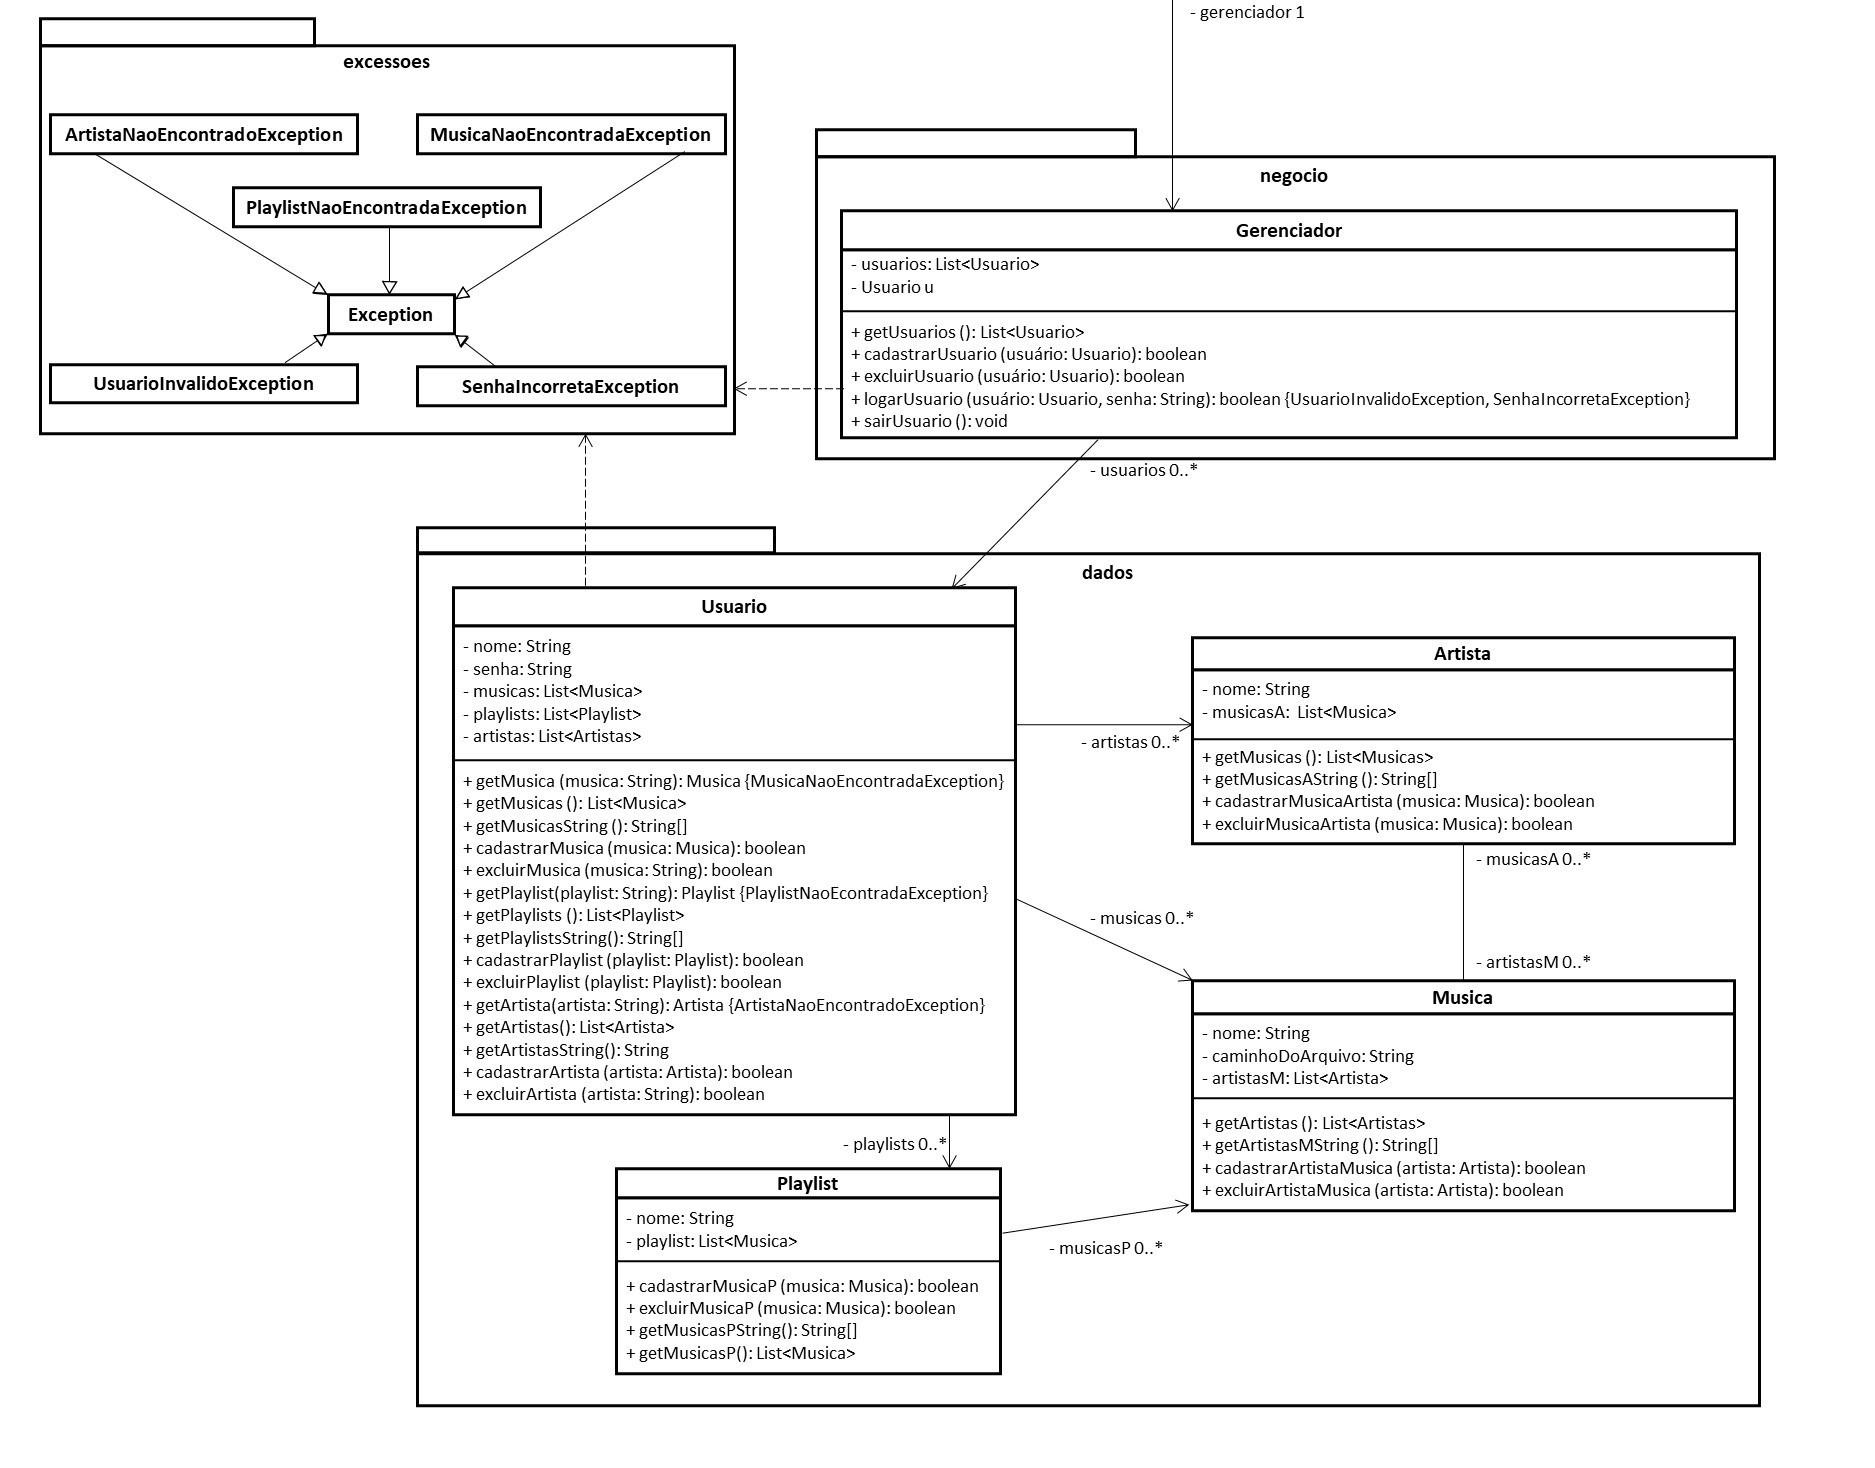 - gerenciador 1
excessoes
ArtistaNaoEncontradoException
MusicaNaoEncontradaException
PlaylistNaoEncontradaException
Exception
UsuarioInvalidoException
SenhaIncorretaException
negocio
Gerenciador
- usuarios: List<Usuario>
- Usuario u
+ getUsuarios (): List<Usuario>
+ cadastrarUsuario (usuário: Usuario): boolean
+ excluirUsuario (usuário: Usuario): boolean
+ logarUsuario (usuário: Usuario, senha: String): boolean {UsuarioInvalidoException, SenhaIncorretaException}
+ sairUsuario (): void
- usuarios 0..*
dados
Usuario
- nome: String
- senha: String
- musicas: List<Musica>
- playlists: List<Playlist>
- artistas: List<Artistas>
+ getMusica (musica: String): Musica {MusicaNaoEncontradaException}
+ getMusicas (): List<Musica>
+ getMusicasString (): String[]
+ cadastrarMusica (musica: Musica): boolean
+ excluirMusica (musica: String): boolean
+ getPlaylist(playlist: String): Playlist {PlaylistNaoEcontradaException}
+ getPlaylists (): List<Playlist>
+ getPlaylistsString(): String[]
+ cadastrarPlaylist (playlist: Playlist): boolean
+ excluirPlaylist (playlist: Playlist): boolean
+ getArtista(artista: String): Artista {ArtistaNaoEncontradoException}
+ getArtistas(): List<Artista>
+ getArtistasString(): String
+ cadastrarArtista (artista: Artista): boolean
+ excluirArtista (artista: String): boolean
- artistas 0..*
Artista
- nome: String
- musicasA:  List<Musica>
+ getMusicas (): List<Musicas>
+ getMusicasAString (): String[]
+ cadastrarMusicaArtista (musica: Musica): boolean
+ excluirMusicaArtista (musica: Musica): boolean
- musicasA 0..*
- musicas 0..*
- artistasM 0..*
Musica
- nome: String
- caminhoDoArquivo: String
- artistasM: List<Artista>
+ getArtistas (): List<Artistas>
+ getArtistasMString (): String[]
+ cadastrarArtistaMusica (artista: Artista): boolean
+ excluirArtistaMusica (artista: Artista): boolean
- playlists 0..*
Playlist
- nome: String
- playlist: List<Musica>
+ cadastrarMusicaP (musica: Musica): boolean
+ excluirMusicaP (musica: Musica): boolean
+ getMusicasPString(): String[]
+ getMusicasP(): List<Musica>
- musicasP 0..*